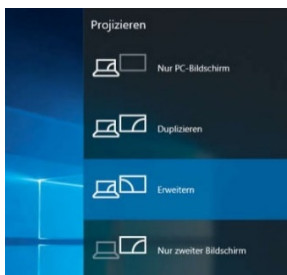 Projizieren
Nur PC-Bildschirm
Duplizieren
Erweitern
Nur zweiter Bildschirm